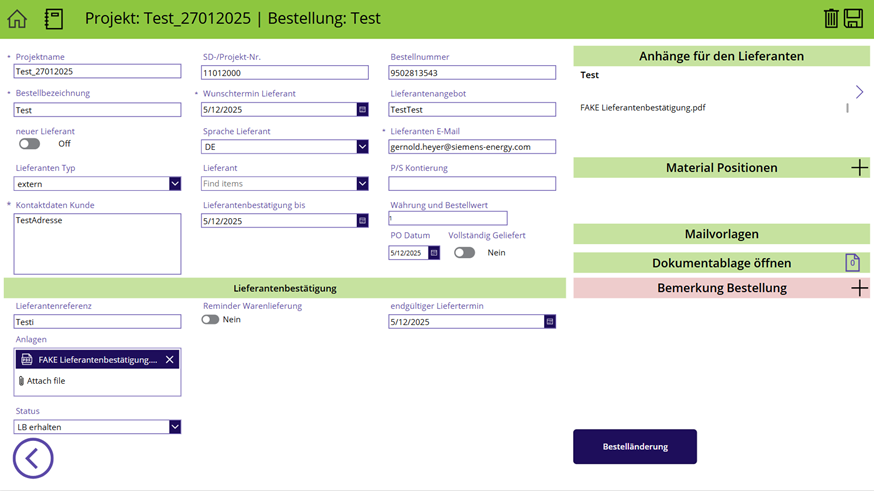 Projekt: Test_27012025 | Bestellung: Test
* Projektname
Test_27012025
SD-/Projekt-Nr.
11012000
Bestellnummer
9502813543
* Bestellbezeichnung
Test
* Wunschtermin Lieferant
5/12/2025
Lieferantenangebot
TestTest
neuer Lieferant
Off
Sprache Lieferant
DE
* Lieferanten E-Mail
gernold.heyer@siemens-energy.com
Lieferanten Typ
extern
Lieferant
Find items
P/S Kontierung
* Kontaktdaten Kunde
TestAdresse
Lieferantenbestätigung bis
5/12/2025
Währung und Bestellwert
PO Datum
5/12/2025
Vollständig Geliefert
Nein
Lieferantenbestätigung
Lieferantenreferenz
Testi
Reminder Warenlieferung
Nein
endgültiger Liefertermin
5/12/2025
Anlagen
FAKE Lieferantenbestätigung....
Attach file
Status
LB erhalten
Anhänge für den Lieferanten
Test
FAKE Lieferantenbestätigung.pdf
Material Positionen
Mailvorlagen
Dokumentablage öffnen
0
Bemerkung Bestellung
Bestelländerung